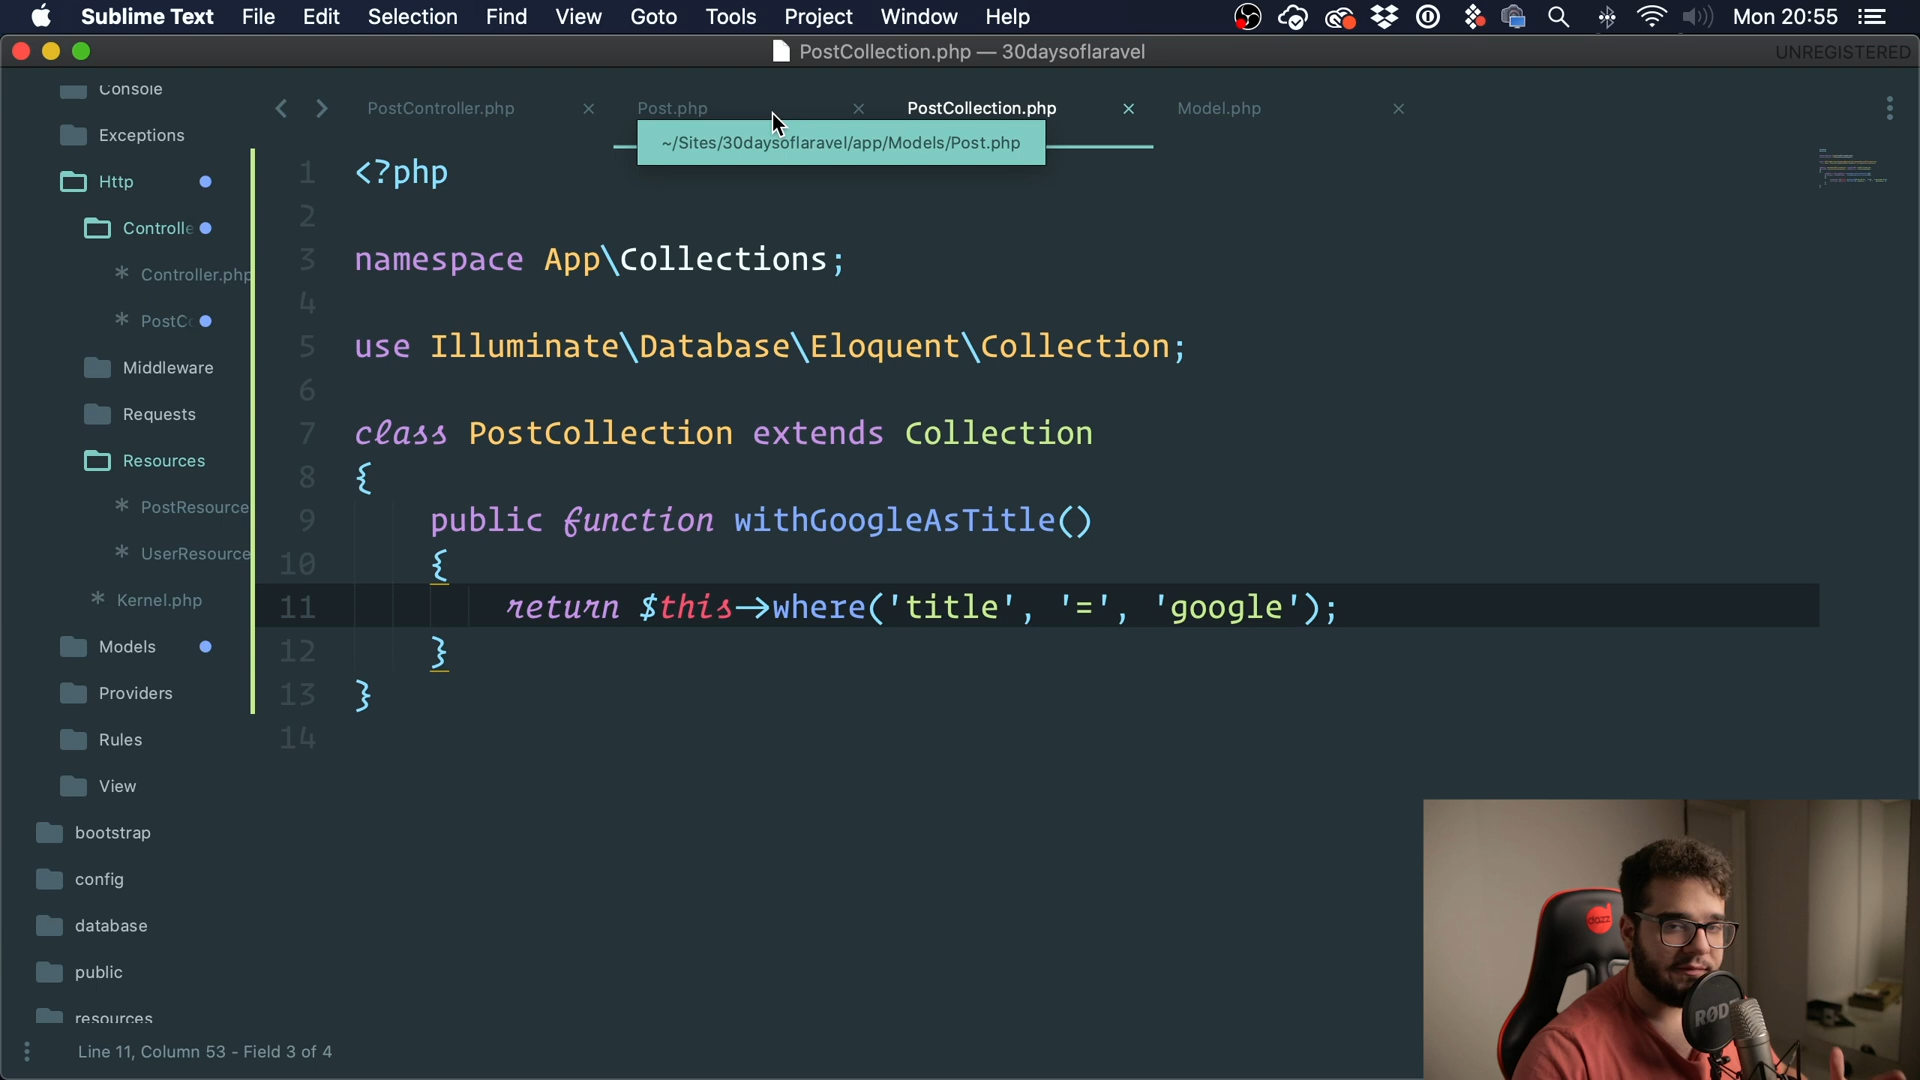 Sublime Text File Edit Selection Find View Goto Tools Project Window Help Mon 20:55
PostCollection.php — 30daysoflaravel
UNREGISTERED
Console
Exceptions
Http
Controlle
Controller.php
PostC
Middleware
Requests
Resources
PostResource
UserResource
Kernel.php
Models
Providers
Rules
View
bootstrap
config
database
public
resources
PostController.php × Post.php × PostCollection.php × Model.php ×
~/Sites/30daysoflaravel/app/Models/Post.php
1 <?php
2
3 namespace App\Collections;
4
5 use Illuminate\Database\Eloquent\Collection;
6
7 class PostCollection extends Collection
8 {
9 public function withGoogleAsTitle()
10 {
11 return $this->where('title', '=', 'google');
12 }
13 }
14
Line 11, Column 53 - Field 3 of 4
dazz
RØD